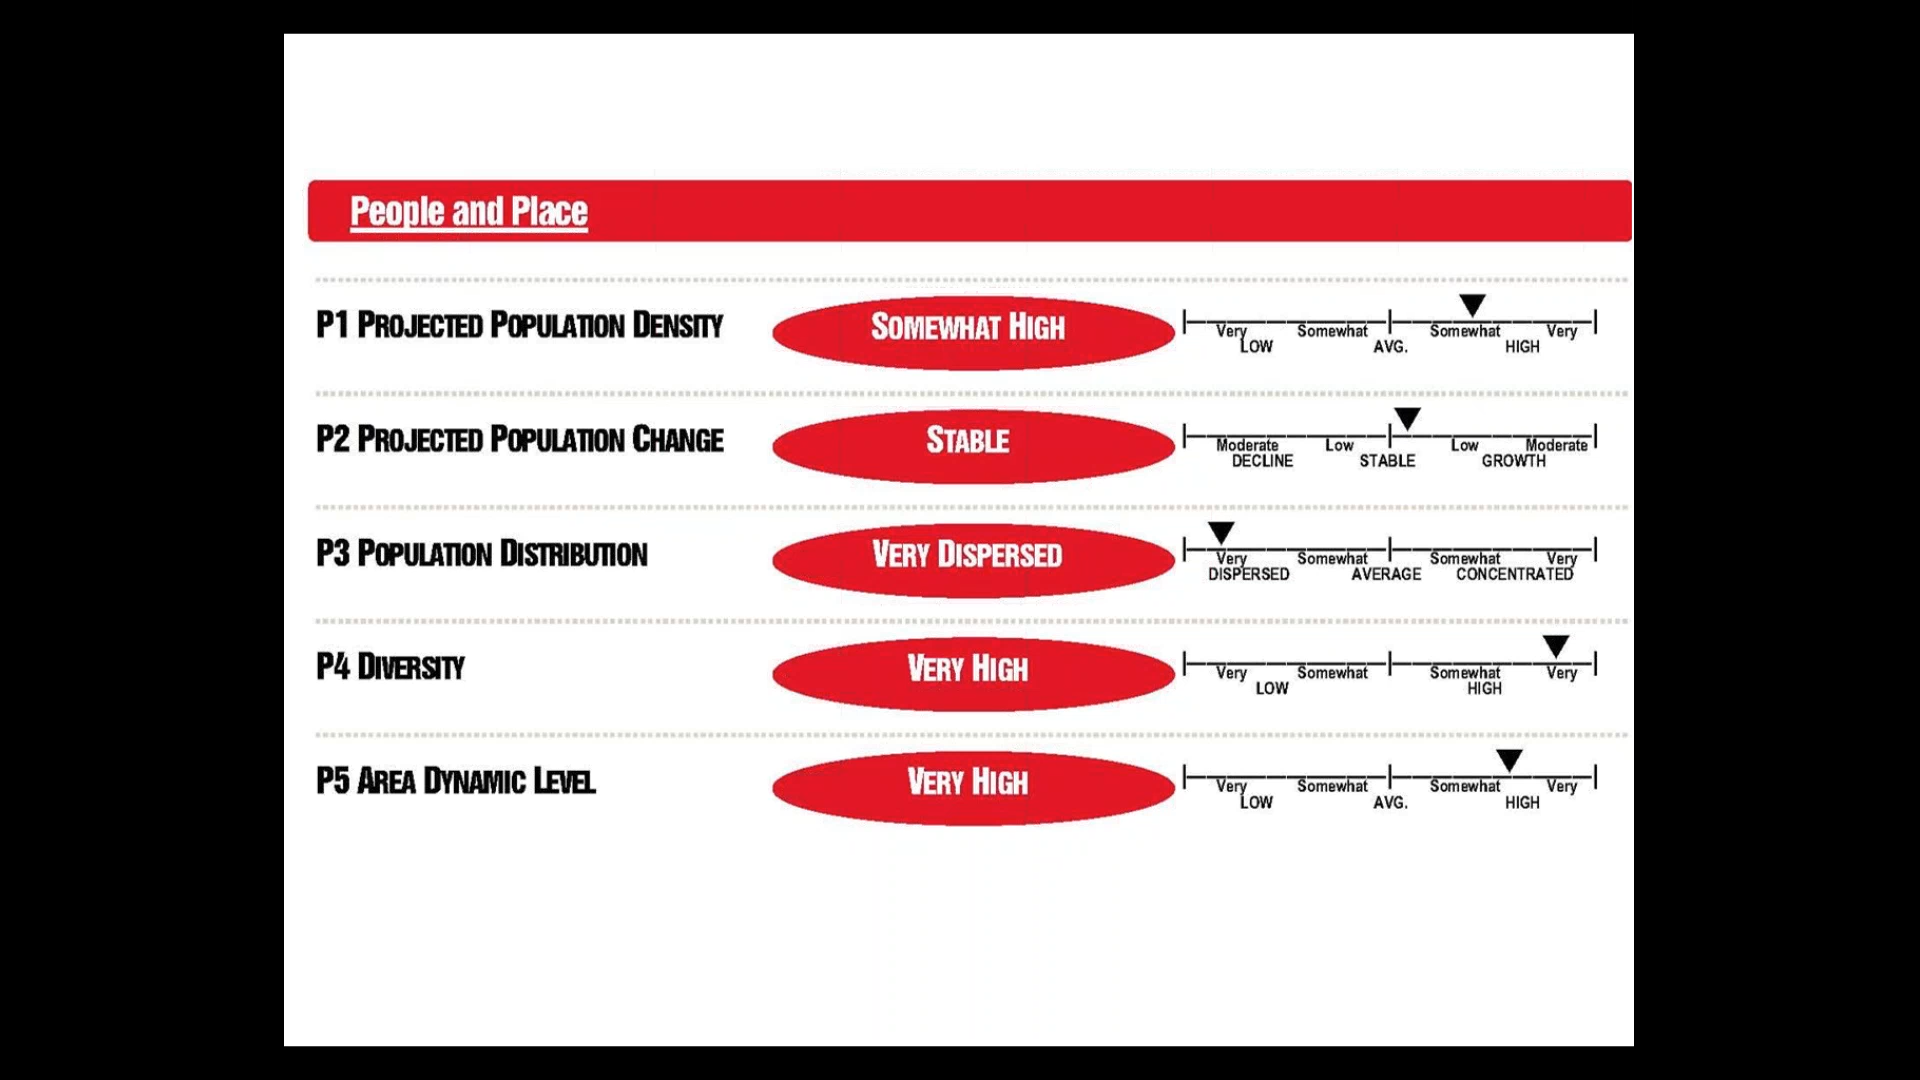 People and Place
P1 PROJECTED POPULATION DENSITY
SOMEWHAT HIGH
Very Somewhat Somewhat Very
LOW AVG. HIGH
P2 PROJECTED POPULATION CHANGE
STABLE
Moderate Low Low Moderate
DECLINE STABLE GROWTH
P3 POPULATION DISTRIBUTION
VERY DISPERSED
Very Somewhat Somewhat Very
DISPERSED AVERAGE CONCENTRATED
P4 DIVERSITY
VERY HIGH
Very Somewhat Somewhat Very
LOW HIGH
P5 AREA DYNAMIC LEVEL
VERY HIGH
Very Somewhat Somewhat Very
LOW AVG. HIGH